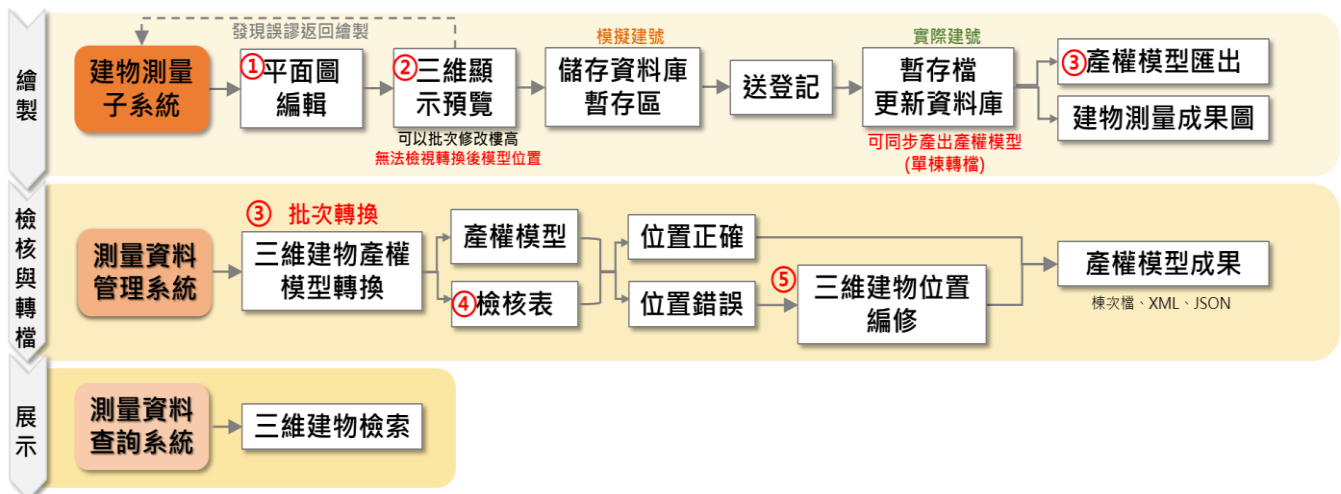 繪製
發現誤謬返回繪製
建物測量
子系統
①平面圖
編輯
②三維顯
示預覽
可以批次修改樓高
無法檢視轉換後模型位置
模擬建號
儲存資料庫
暫存區
送登記
實際建號
暫存檔
更新資料庫
可同步產出產權模型
(單棟轉檔)
③產權模型匯出
建物測量成果圖
檢核與轉檔
測量資料
管理系統
③ 批次轉換
三維建物產權
模型轉換
產權模型
④檢核表
位置正確
位置錯誤
⑤
三維建物位置
編修
產權模型成果
棟次檔、XML、JSON
展示
測量資料
查詢系統
三維建物檢索